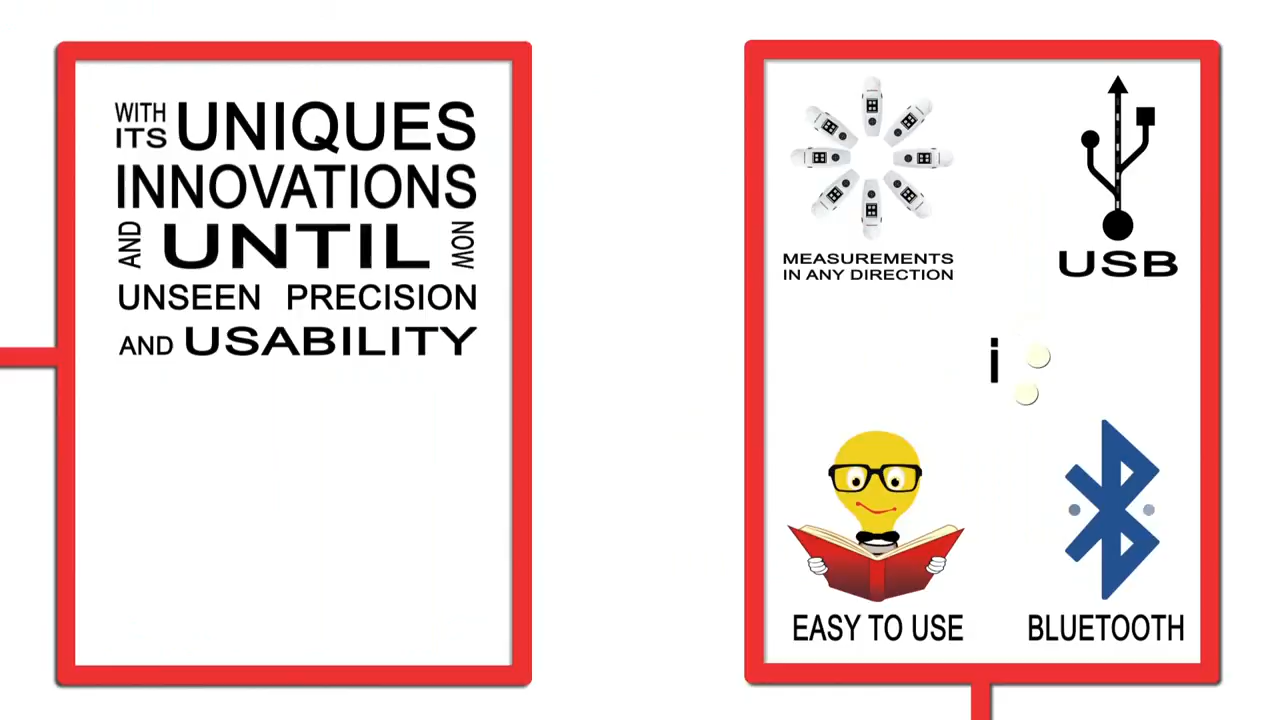 WITH ITS UNIQUES
INNOVATIONS
AND UNTIL NOW
UNSEEN PRECISION
AND USABILITY
MEASUREMENTS
IN ANY DIRECTION
USB
i
EASY TO USE
BLUETOOTH